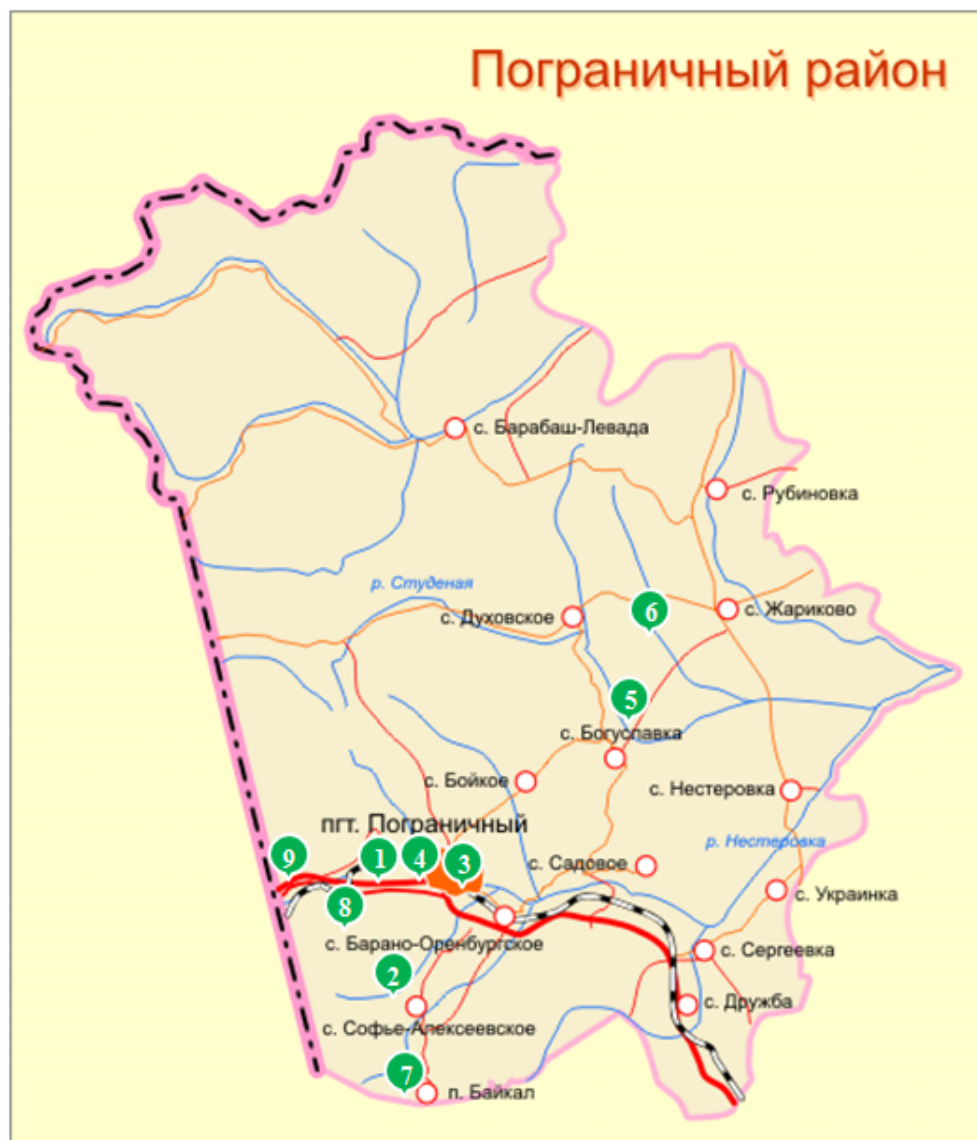 Пограничный район
с. Барабаш-Левада
с. Рубиновка
р. Студеная
с. Духовское
6
с. Жариково
5
с. Богуславка
с. Бойкое
с. Нестеровка
пгт. Пограничный
р. Нестеровка
9
1
4
3
с. Садовое
с. Украинка
8
с. Барано-Оренбургское
с. Сергеевка
2
с. Дружба
с. Софье-Алексеевское
7
п. Байкал